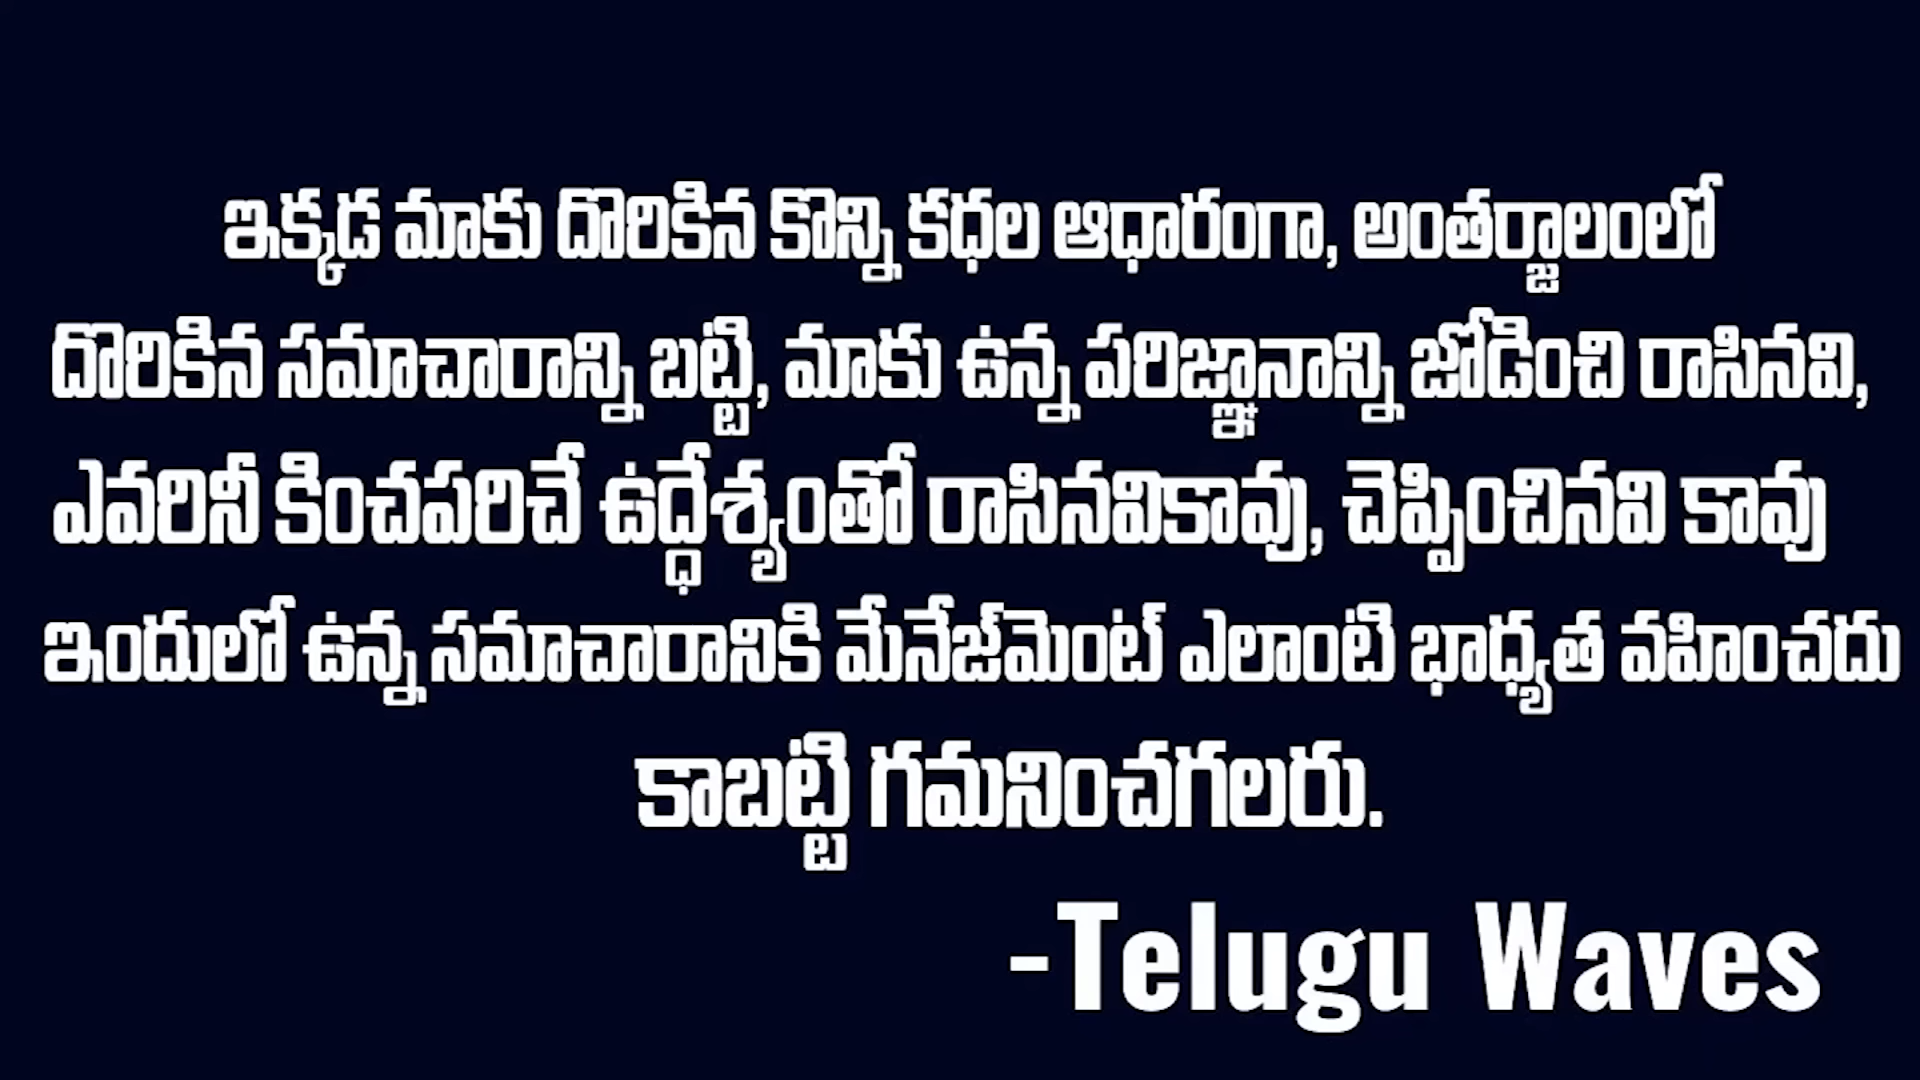 ఇక్కడ మాకు దొరికిన కొన్ని కధల ఆధారంగా, అంతర్జాలంలో
దొరికిన సమాచారాన్ని బట్టి, మాకు ఉన్న పరిజ్ఞానాన్ని జోడించి రాసినవి,
ఎవరినీ కించపరిచే ఉద్ధేశ్యంతో రాసినవికావు, చెప్పించినవి కావు
ఇందులో ఉన్న సమాచారానికి మేనేజ్‌మెంట్ ఎలాంటి భాధ్యత వహించదు
కాబట్టి గమనించగలరు.
-Telugu Waves